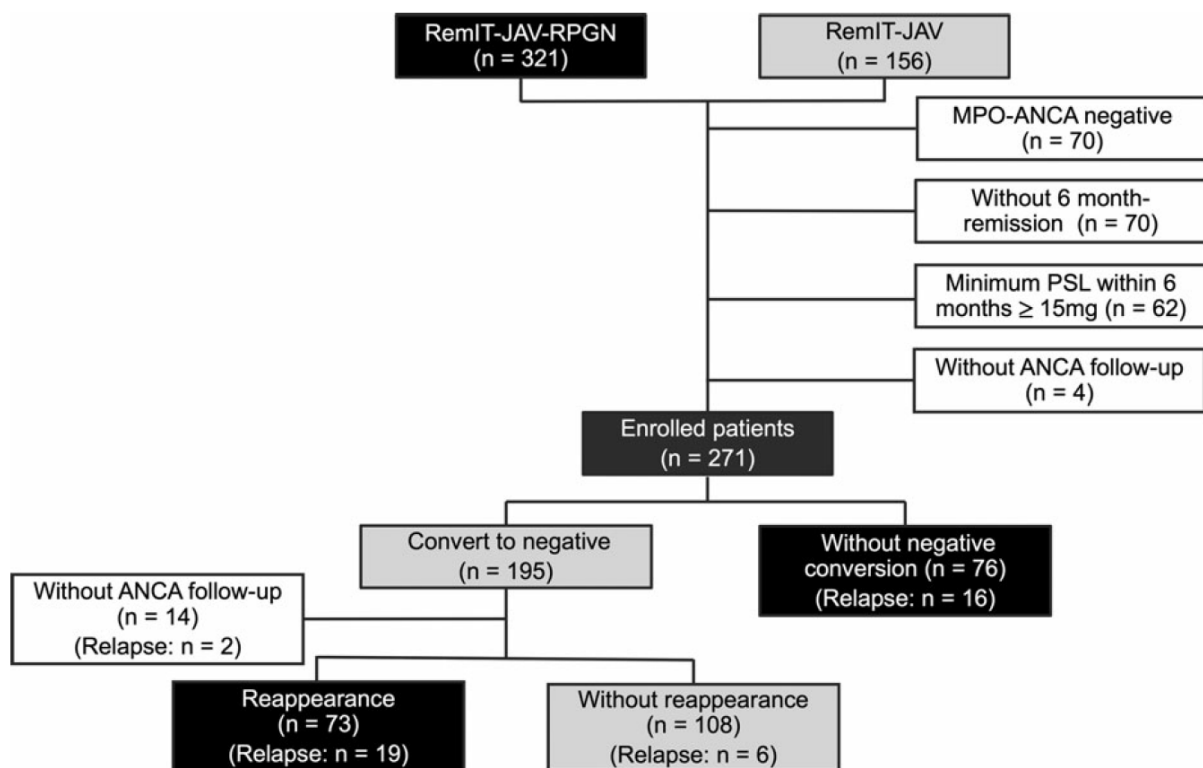 RemIT-JAV-RPGN
(n = 321)
RemIT-JAV
(n = 156)
MPO-ANCA negative
(n = 70)
Without 6 month-
remission (n = 70)
Minimum PSL within 6
months ≥ 15mg (n = 62)
Without ANCA follow-up
(n = 4)
Enrolled patients
(n = 271)
Convert to negative
(n = 195)
Without negative
conversion (n = 76)
(Relapse: n = 16)
Without ANCA follow-up
(n = 14)
(Relapse: n = 2)
Reappearance
(n = 73)
(Relapse: n = 19)
Without reappearance
(n = 108)
(Relapse: n = 6)